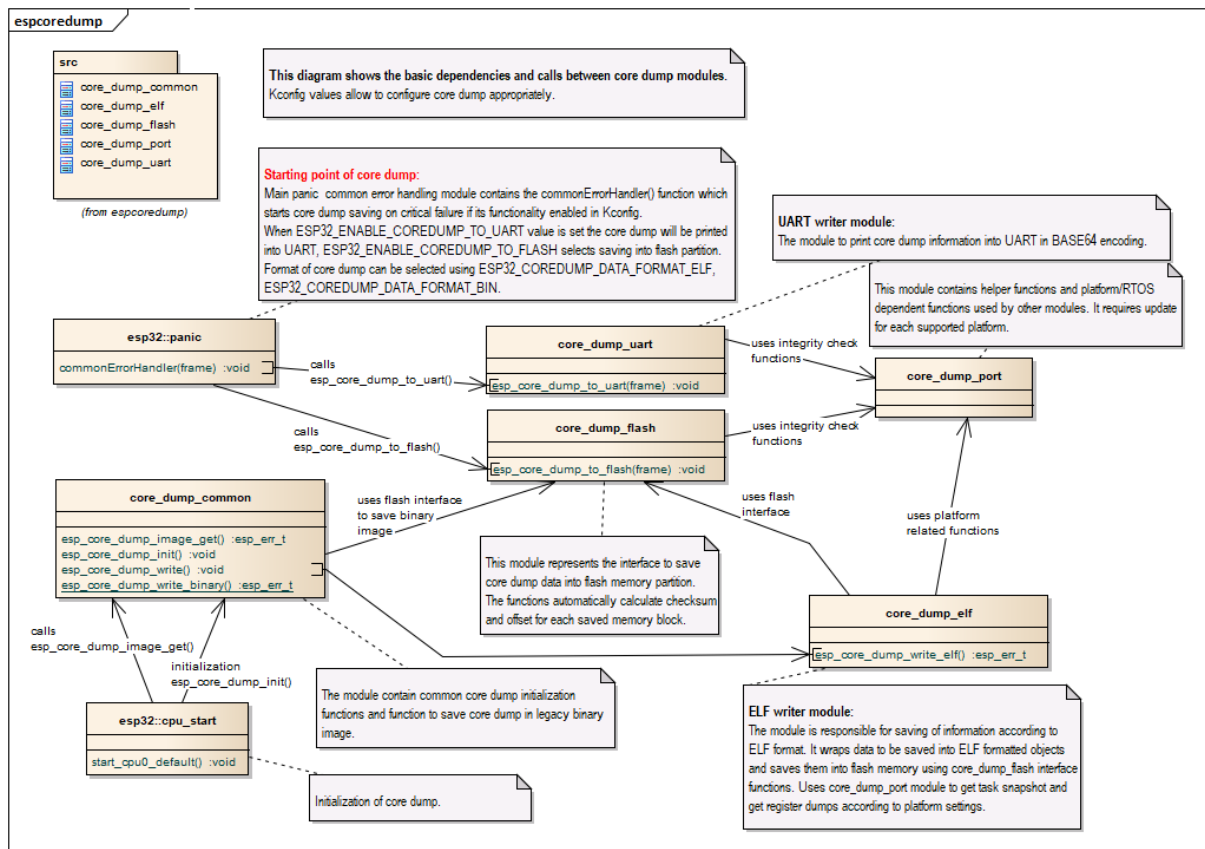 espcoredump
src
core_dump_common
core_dump_elf
core_dump_flash
core_dump_port
core_dump_uart
(from espcoredump)
This diagram shows the basic dependencies and calls between core dump modules.
Kconfig values allow to configure core dump appropriately.
Starting point of core dump:
Main panic common error handling module contains the commonErrorHandler() function which
starts core dump saving on critical failure if its functionality enabled in Kconfig.
When ESP32_ENABLE_COREDUMP_TO_UART value is set the core dump will be printed
into UART, ESP32_ENABLE_COREDUMP_TO_FLASH selects saving into flash partition.
Format of core dump can be selected using ESP32_COREDUMP_DATA_FORMAT_ELF,
ESP32_COREDUMP_DATA_FORMAT_BIN.
UART writer module:
The module to print core dump information into UART in BASE64 encoding.
This module contains helper functions and platform/RTOS
dependent functions used by other modules. It requires update
for each supported platform.
esp32::panic
commonErrorHandler(frame) :void
calls
esp_core_dump_to_uart()
core_dump_uart
esp_core_dump_to_uart(frame) :void
uses integrity check
functions
core_dump_port
calls
esp_core_dump_to_flash()
core_dump_flash
esp_core_dump_to_flash(frame) :void
uses integrity check
functions
core_dump_common
esp_core_dump_image_get() :esp_err_t
esp_core_dump_init() :void
esp_core_dump_write() :void
esp_core_dump_write_binary() :esp_err_t
uses flash interface
to save binary
image
uses flash
interface
uses platform
related functions
This module represents the interface to save
core dump data into flash memory partition.
The functions automatically calculate checksum
and offset for each saved memory block.
core_dump_elf
esp_core_dump_write_elf() :esp_err_t
calls
esp_core_dump_image_get()
initialization
esp_core_dump_init()
The module contain common core dump initialization
functions and function to save core dump in legacy binary
image.
esp32::cpu_start
start_cpu0_default() :void
Initialization of core dump.
ELF writer module:
The module is responsible for saving of information according to
ELF format. It wraps data to be saved into ELF formatted objects
and saves them into flash memory using core_dump_flash interface
functions. Uses core_dump_port module to get task snapshot and
get register dumps according to platform settings.